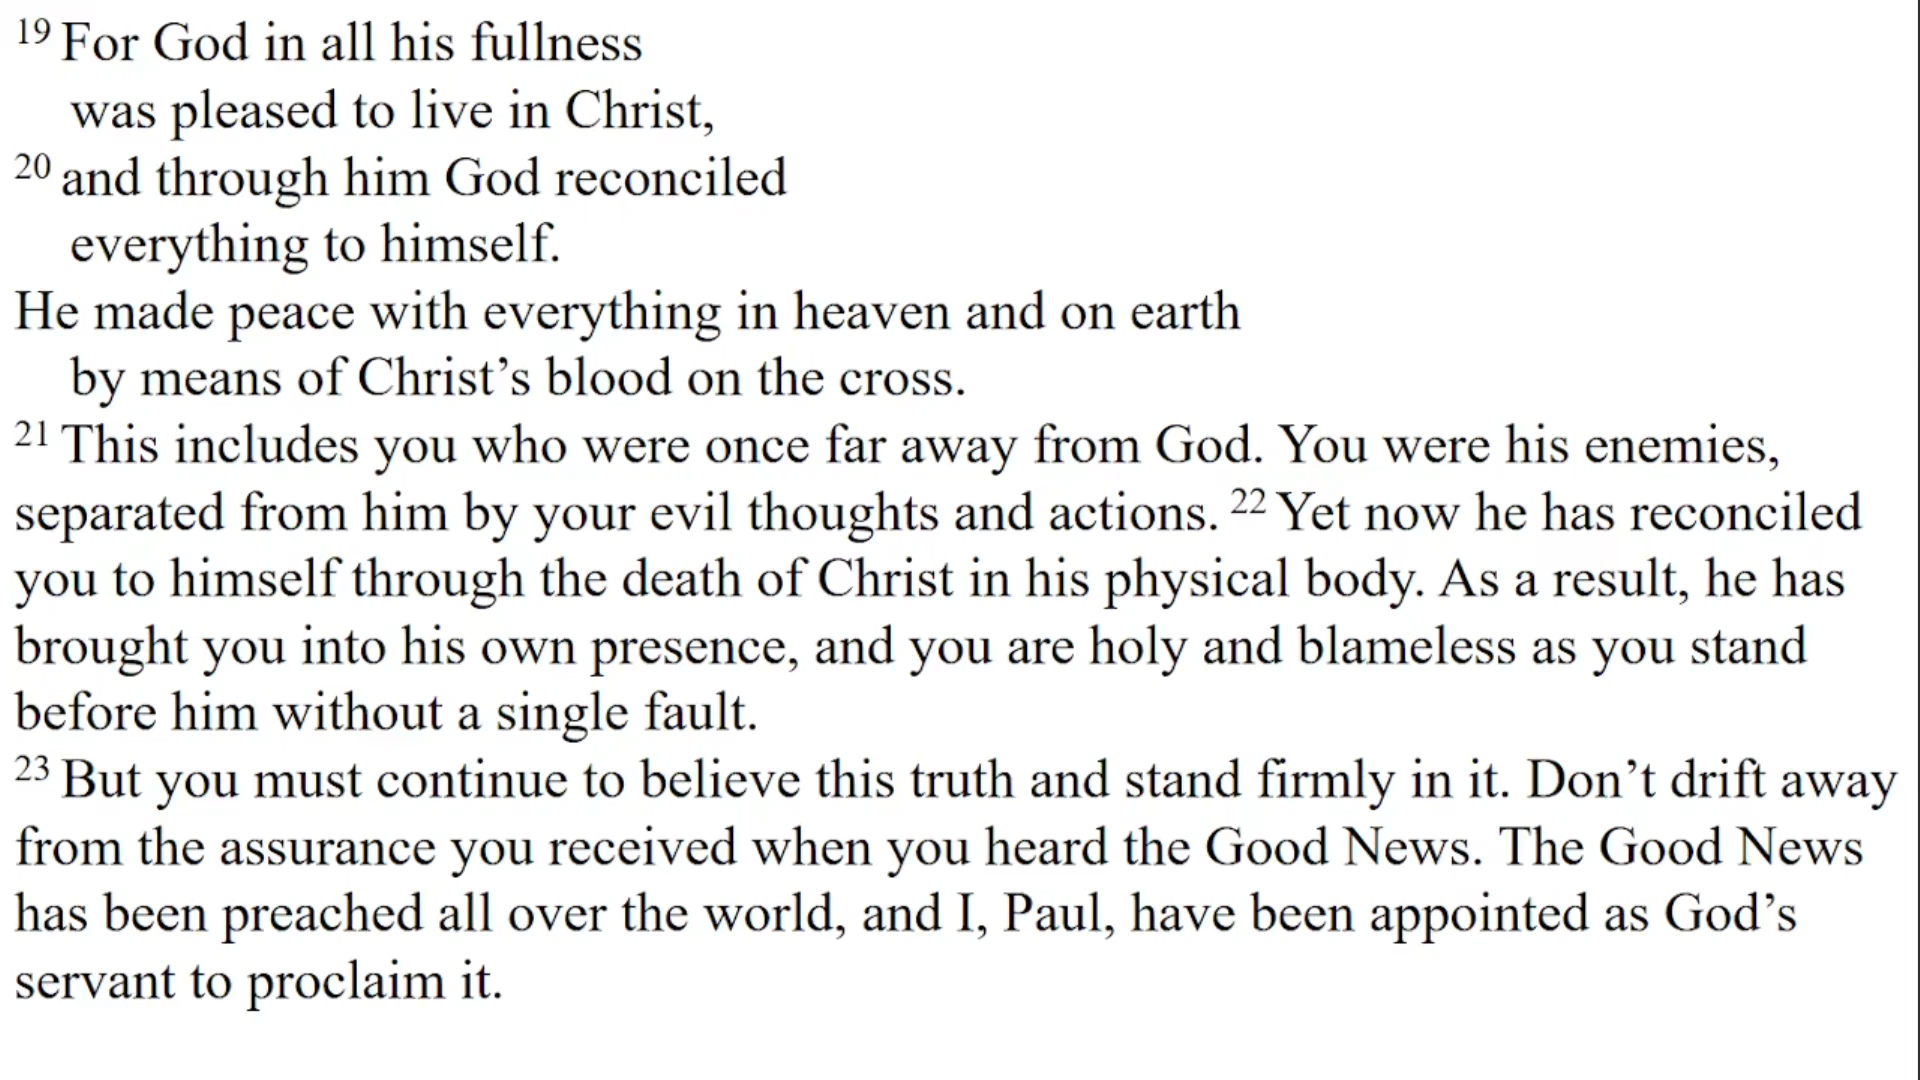 19 For God in all his fullness
was pleased to live in Christ,
20 and through him God reconciled
everything to himself.
He made peace with everything in heaven and on earth
by means of Christ’s blood on the cross.
21 This includes you who were once far away from God. You were his enemies,
separated from him by your evil thoughts and actions. 22 Yet now he has reconciled
you to himself through the death of Christ in his physical body. As a result, he has
brought you into his own presence, and you are holy and blameless as you stand
before him without a single fault.
23 But you must continue to believe this truth and stand firmly in it. Don’t drift away
from the assurance you received when you heard the Good News. The Good News
has been preached all over the world, and I, Paul, have been appointed as God’s
servant to proclaim it.